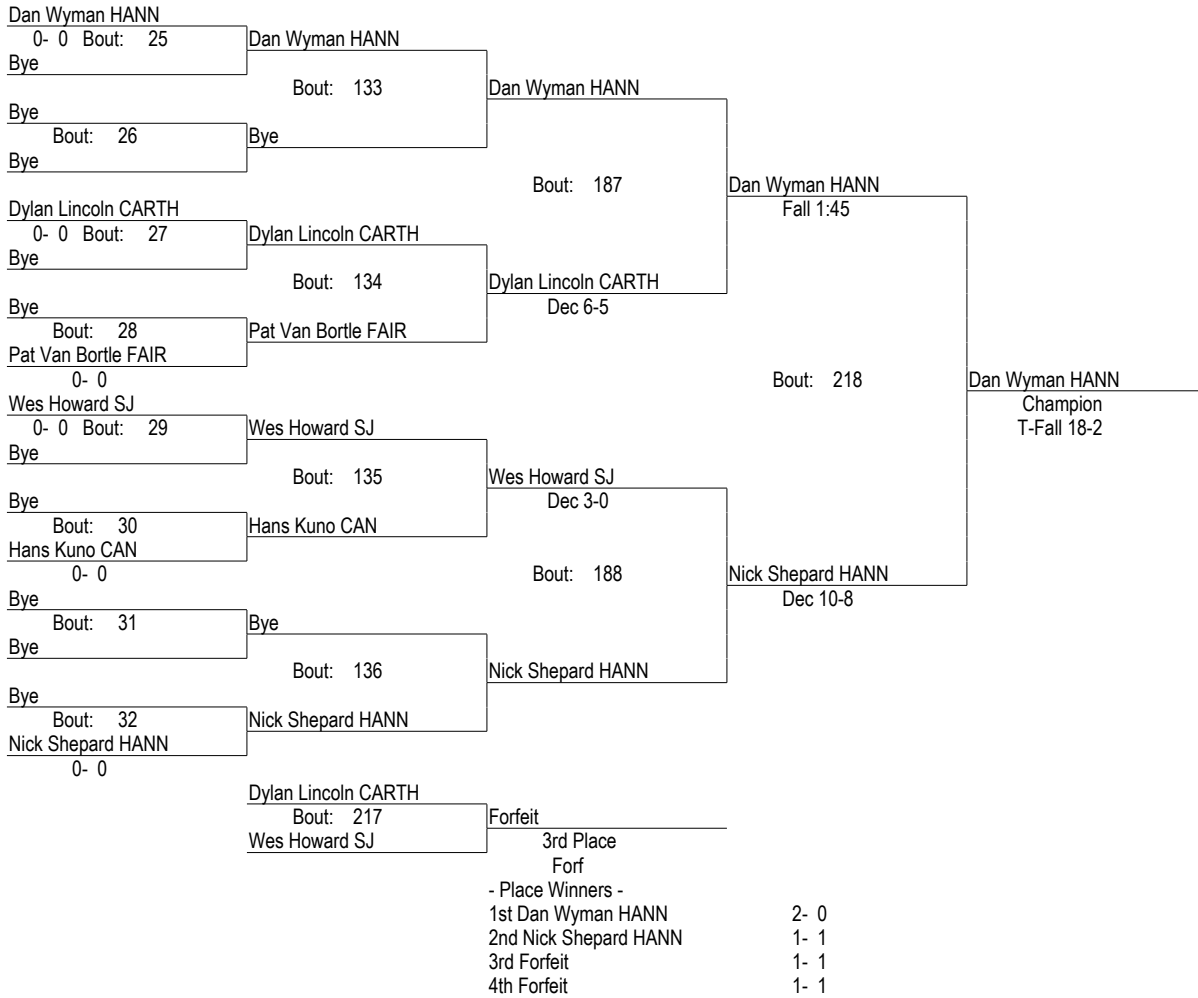 Dan Wyman HANN
0- 0 Bout: 25
Bye
Bye
Bout: 26
Bye
Dylan Lincoln CARTH
0- 0 Bout: 27
Bye
Bye
Bout: 28
Pat Van Bortle FAIR
0- 0
Wes Howard SJ
0- 0 Bout: 29
Bye
Bye
Bout: 30
Hans Kuno CAN
0- 0
Bye
Bout: 31
Bye
Bye
Bout: 32
Nick Shepard HANN
0- 0
Dan Wyman HANN
Bout: 133
Bye
Dylan Lincoln CARTH
Bout: 134
Pat Van Bortle FAIR
Wes Howard SJ
Bout: 135
Hans Kuno CAN
Bye
Bout: 136
Nick Shepard HANN
Dan Wyman HANN
Bout: 187
Dylan Lincoln CARTH
Dec 6-5
Wes Howard SJ
Dec 3-0
Bout: 188
Nick Shepard HANN
Dan Wyman HANN
Fall 1:45
Bout: 218
Nick Shepard HANN
Dec 10-8
Dan Wyman HANN
Champion
T-Fall 18-2
Dylan Lincoln CARTH
Bout: 217
Wes Howard SJ
Forfeit
3rd Place
Forf
- Place Winners -
1st Dan Wyman HANN 2- 0
2nd Nick Shepard HANN 1- 1
3rd Forfeit 1- 1
4th Forfeit 1- 1